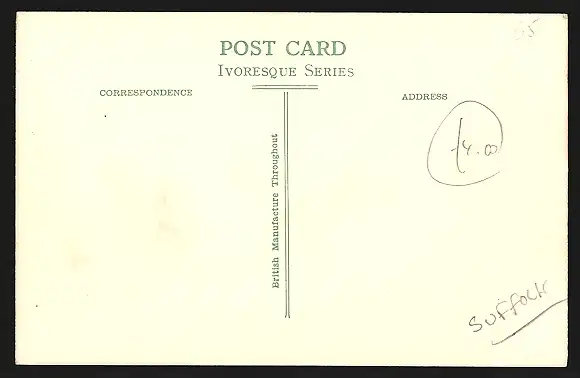 POST CARD
IVORESQUE SERIES
CORRESPONDENCE
ADDRESS
British Manufacture Throughout
£4.00
SUFFOLK